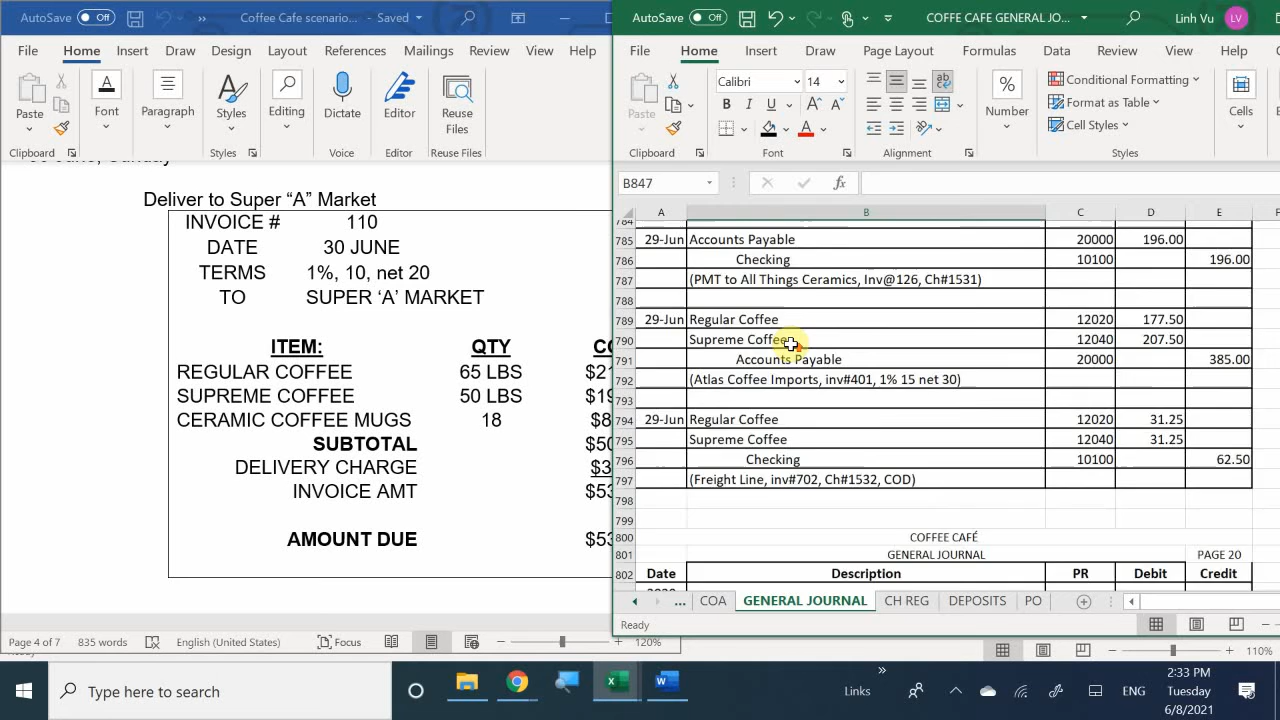 AutoSave Off Coffee Cafe scenario... - Saved
File Home Insert Draw Design Layout References Mailings Review View Help
Paste Font Paragraph Styles Editing Dictate Editor Reuse Files
Clipboard Styles Voice Editor Reuse Files
Deliver to Super “A” Market
INVOICE # 110
DATE 30 JUNE
TERMS 1%, 10, net 20
TO SUPER ‘A’ MARKET
ITEM: QTY
REGULAR COFFEE 65 LBS $21
SUPREME COFFEE 50 LBS $19
CERAMIC COFFEE MUGS 18 $8
SUBTOTAL $50
DELIVERY CHARGE $3
INVOICE AMT $53
AMOUNT DUE $53
Page 4 of 7 835 words English (United States) Focus 120%
AutoSave Off COFFE CAFE GENERAL JO... Linh Vu LV
File Home Insert Draw Page Layout Formulas Data Review View Help
Paste Calibri 14 Number Conditional Formatting Format as Table Cell Styles Cells
Clipboard Font Alignment Styles
B847 fx
A B C D E
785 29-Jun Accounts Payable 20000 196.00
786 Checking 10100 196.00
787 (PMT to All Things Ceramics, Inv@126, Ch#1531)
788
789 29-Jun Regular Coffee 12020 177.50
790 Supreme Coffee 12040 207.50
791 Accounts Payable 20000 385.00
792 (Atlas Coffee Imports, inv#401, 1% 15 net 30)
793
794 29-Jun Regular Coffee 12020 31.25
795 Supreme Coffee 12040 31.25
796 Checking 10100 62.50
797 (Freight Line, inv#702, Ch#1532, COD)
798
799
800 COFFEE CAFÉ
801 GENERAL JOURNAL PAGE 20
802 Date Description PR Debit Credit
... COA GENERAL JOURNAL CH REG DEPOSITS PO
Ready
110%
Type here to search Links ENG 2:33 PM
Tuesday
6/8/2021